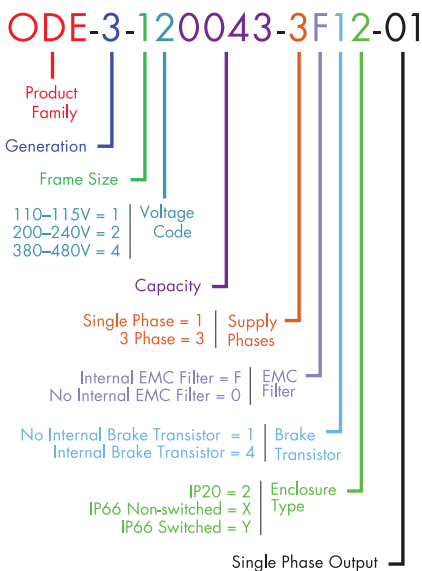 ODE-3-120043-3F12-01
Product
Family
Generation
Frame Size
110–115V = 1
200–240V = 2
380–480V = 4
Voltage
Code
Capacity
Single Phase = 1
3 Phase = 3
Supply
Phases
Internal EMC Filter = F
No Internal EMC Filter = 0
EMC
Filter
No Internal Brake Transistor = 1
Internal Brake Transistor = 4
Brake
Transistor
IP20 = 2
IP66 Non-switched = X
IP66 Switched = Y
Enclosure
Type
Single Phase Output